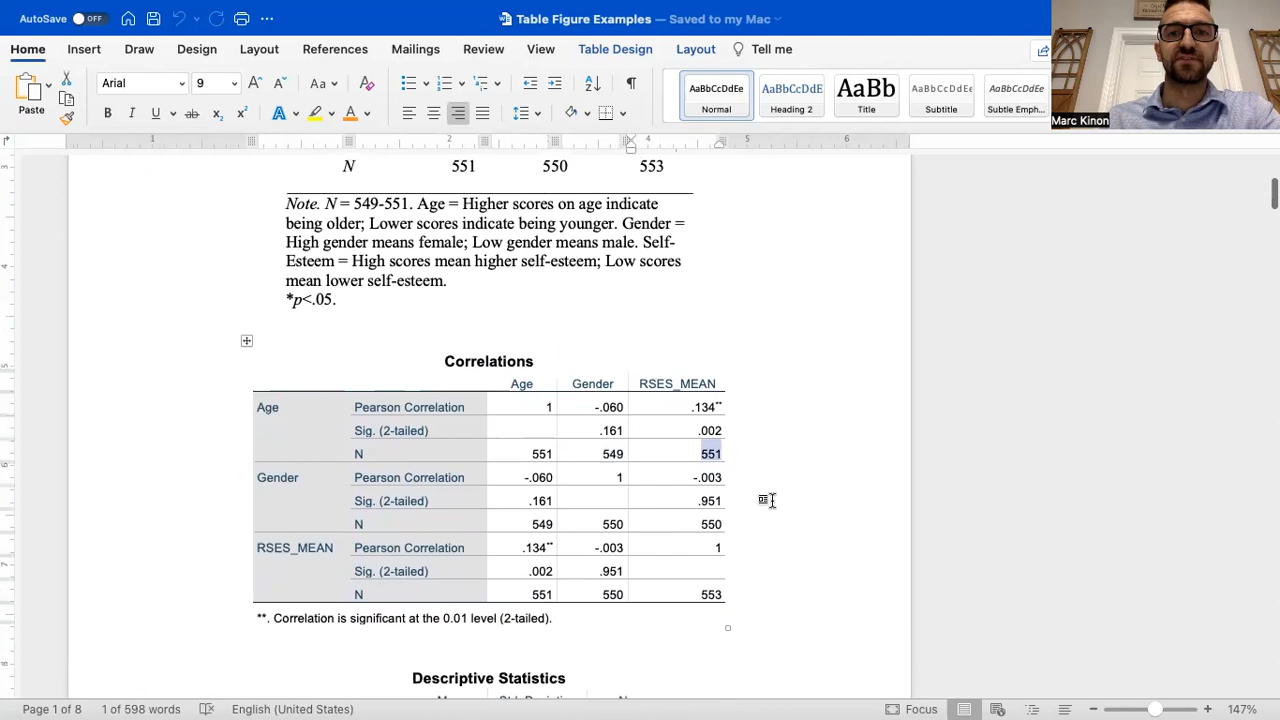 AutoSave OFF
Table Figure Examples — Saved to my Mac
Home Insert Draw Design Layout References Mailings Review View Table Design Layout Tell me
Paste
Arial 9
AaBbCcDdEe Normal
AaBbCcDdE Heading 2
AaBb Title
AaBbCcDdEe Subtitle
AaBbCcDdEe Subtle Emph...
Marc Kinon
1 2 4 5 6
N 551 550 553
Note. N = 549-551. Age = Higher scores on age indicate
being older; Lower scores indicate being younger. Gender =
High gender means female; Low gender means male. Self-
Esteem = High scores mean higher self-esteem; Low scores
mean lower self-esteem.
*p<.05.
Correlations
Age Gender RSES_MEAN
Age Pearson Correlation 1 -.060 .134**
Sig. (2-tailed) .161 .002
N 551 549 551
Gender Pearson Correlation -.060 1 -.003
Sig. (2-tailed) .161 .951
N 549 550 550
RSES_MEAN Pearson Correlation .134** -.003 1
Sig. (2-tailed) .002 .951
N 551 550 553
**. Correlation is significant at the 0.01 level (2-tailed).
Descriptive Statistics
Page 1 of 8 1 of 598 words English (United States) Focus 147%